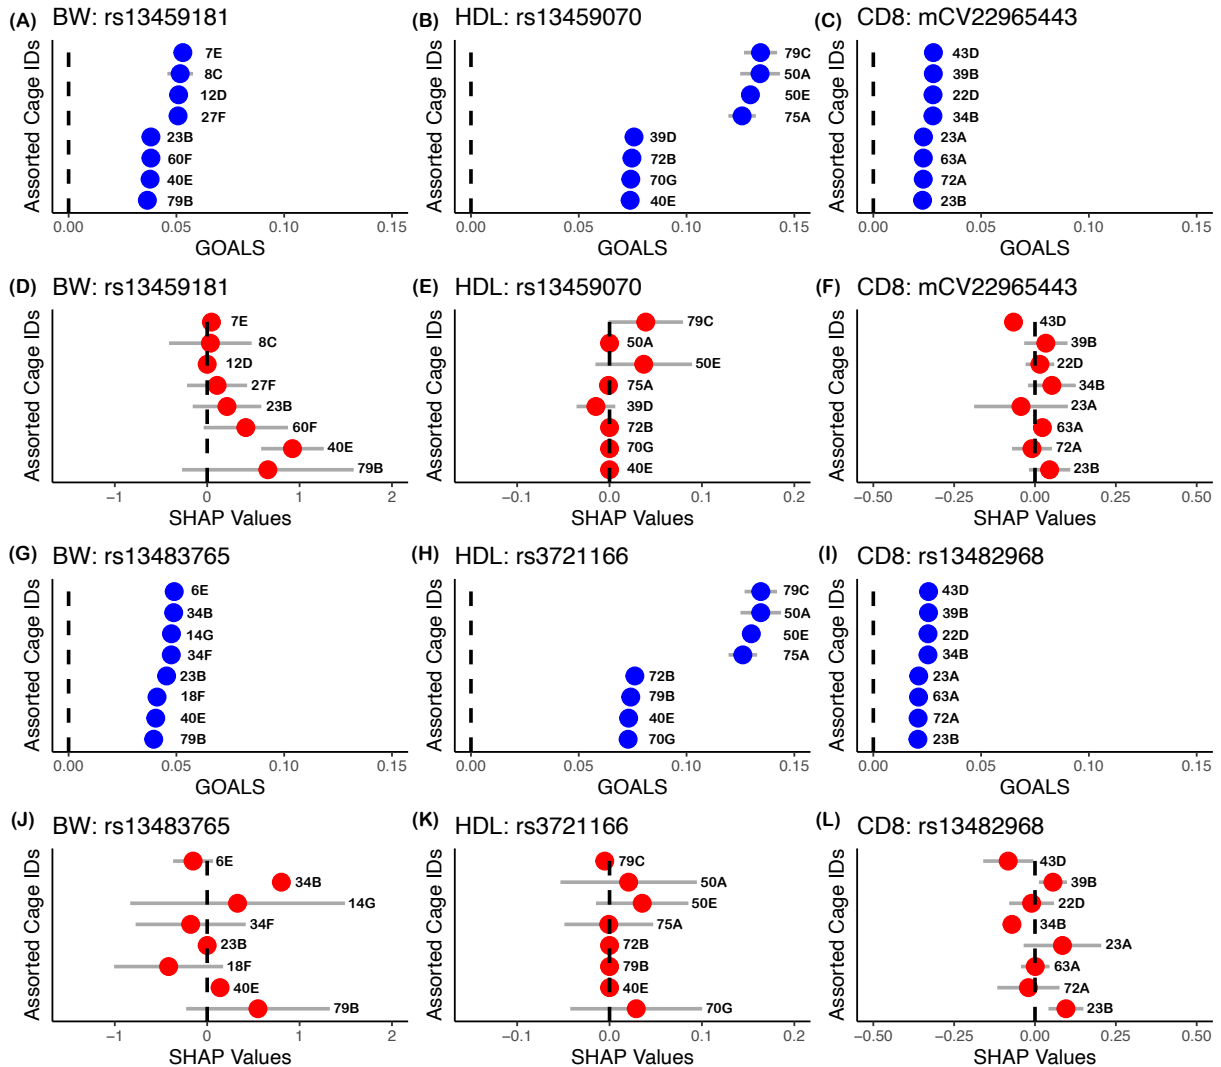 (A) BW: rs13459181
Assorted Cage IDs
7E
8C
12D
27F
23B
60F
40E
79B
0.00 0.05 0.10 0.15
GOALS
(B) HDL: rs13459070
Assorted Cage IDs
79C
50A
50E
75A
39D
72B
70G
40E
0.00 0.05 0.10 0.15
GOALS
(C) CD8: mCV22965443
Assorted Cage IDs
43D
39B
22D
34B
23A
63A
72A
23B
0.00 0.05 0.10 0.15
GOALS
(D) BW: rs13459181
Assorted Cage IDs
7E
8C
12D
27F
23B
60F
40E
79B
−1 0 1 2
SHAP Values
(E) HDL: rs13459070
Assorted Cage IDs
79C
50A
50E
75A
39D
72B
70G
40E
−0.1 0.0 0.1 0.2
SHAP Values
(F) CD8: mCV22965443
Assorted Cage IDs
43D
39B
22D
34B
23A
63A
72A
23B
−0.50 −0.25 0.00 0.25 0.50
SHAP Values
(G) BW: rs13483765
Assorted Cage IDs
6E
34B
14G
34F
23B
18F
40E
79B
0.00 0.05 0.10 0.15
GOALS
(H) HDL: rs3721166
Assorted Cage IDs
79C
50A
50E
75A
72B
79B
40E
70G
0.00 0.05 0.10 0.15
GOALS
(I) CD8: rs13482968
Assorted Cage IDs
43D
39B
22D
34B
23A
63A
72A
23B
0.00 0.05 0.10 0.15
GOALS
(J) BW: rs13483765
Assorted Cage IDs
6E
34B
14G
34F
23B
18F
40E
79B
−1 0 1 2
SHAP Values
(K) HDL: rs3721166
Assorted Cage IDs
79C
50A
50E
75A
72B
79B
40E
70G
−0.1 0.0 0.1 0.2
SHAP Values
(L) CD8: rs13482968
Assorted Cage IDs
43D
39B
22D
34B
23A
63A
72A
23B
−0.50 −0.25 0.00 0.25 0.50
SHAP Values